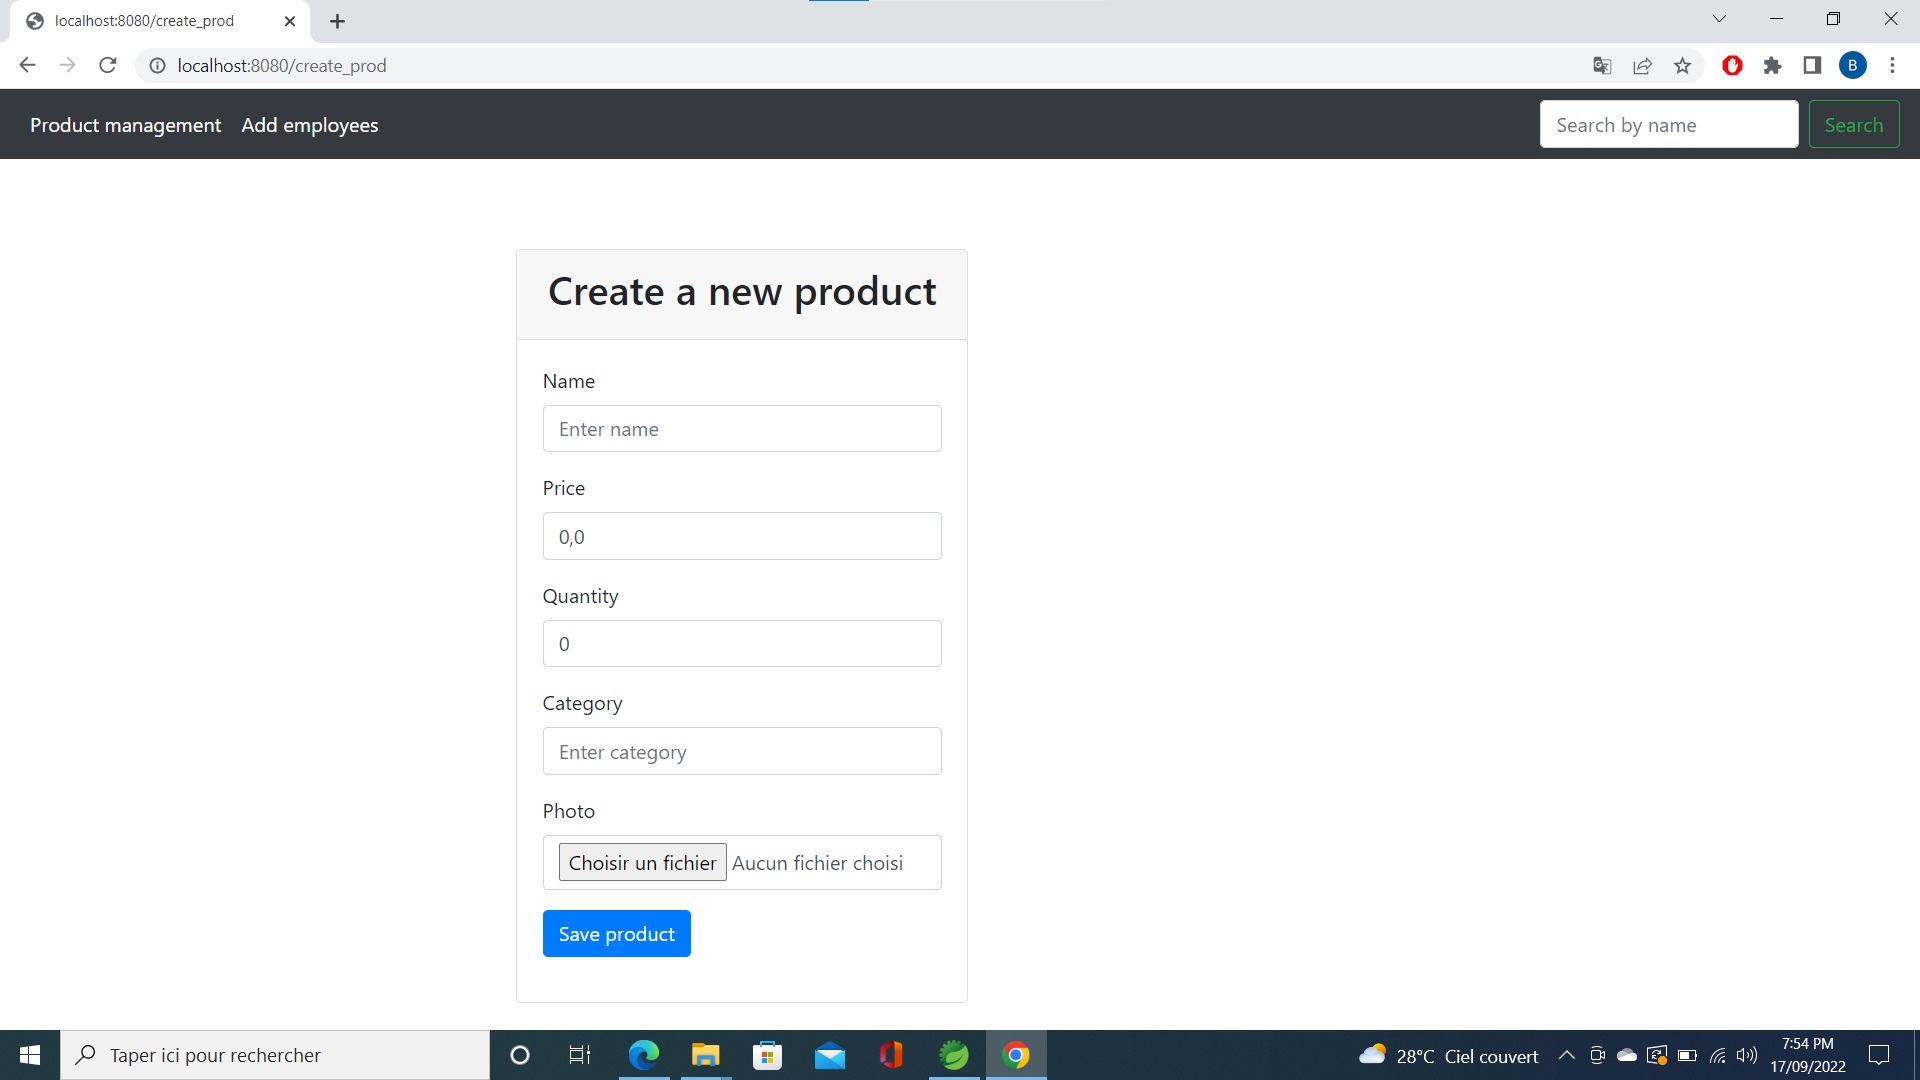 localhost:8080/create_prod
localhost:8080/create_prod
B
Product management Add employees
Search by name Search
Create a new product
Name
Enter name
Price
0,0
Quantity
0
Category
Enter category
Photo
Choisir un fichier Aucun fichier choisi
Save product
Taper ici pour rechercher
28°C Ciel couvert
7:54 PM
17/09/2022